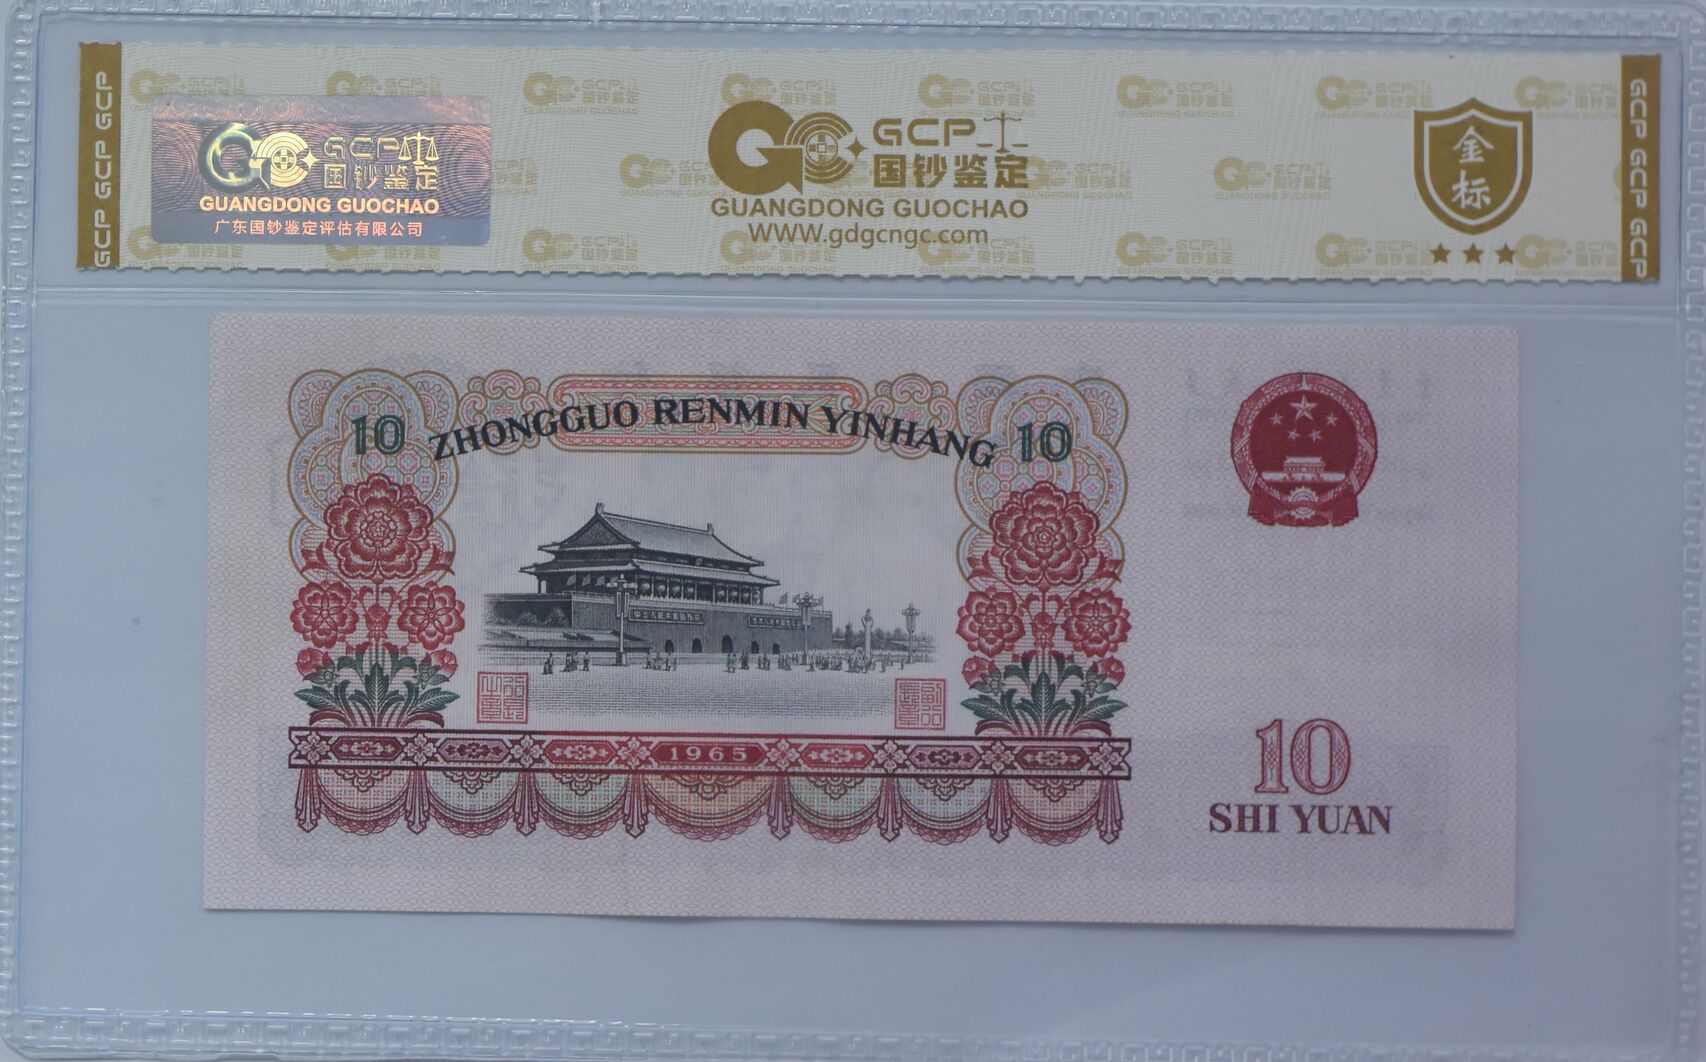 GCP GCP GCP
GCP
国钞鉴定
GUANGDONG GUOCHAO
广东国钞鉴定评估有限公司
GCP
国钞鉴定
GUANGDONG GUOCHAO
www.gdgcngc.com
金标
GCP GCP GCP
10 ZHONGGUO RENMIN YINHANG 10
1965
10
SHI YUAN